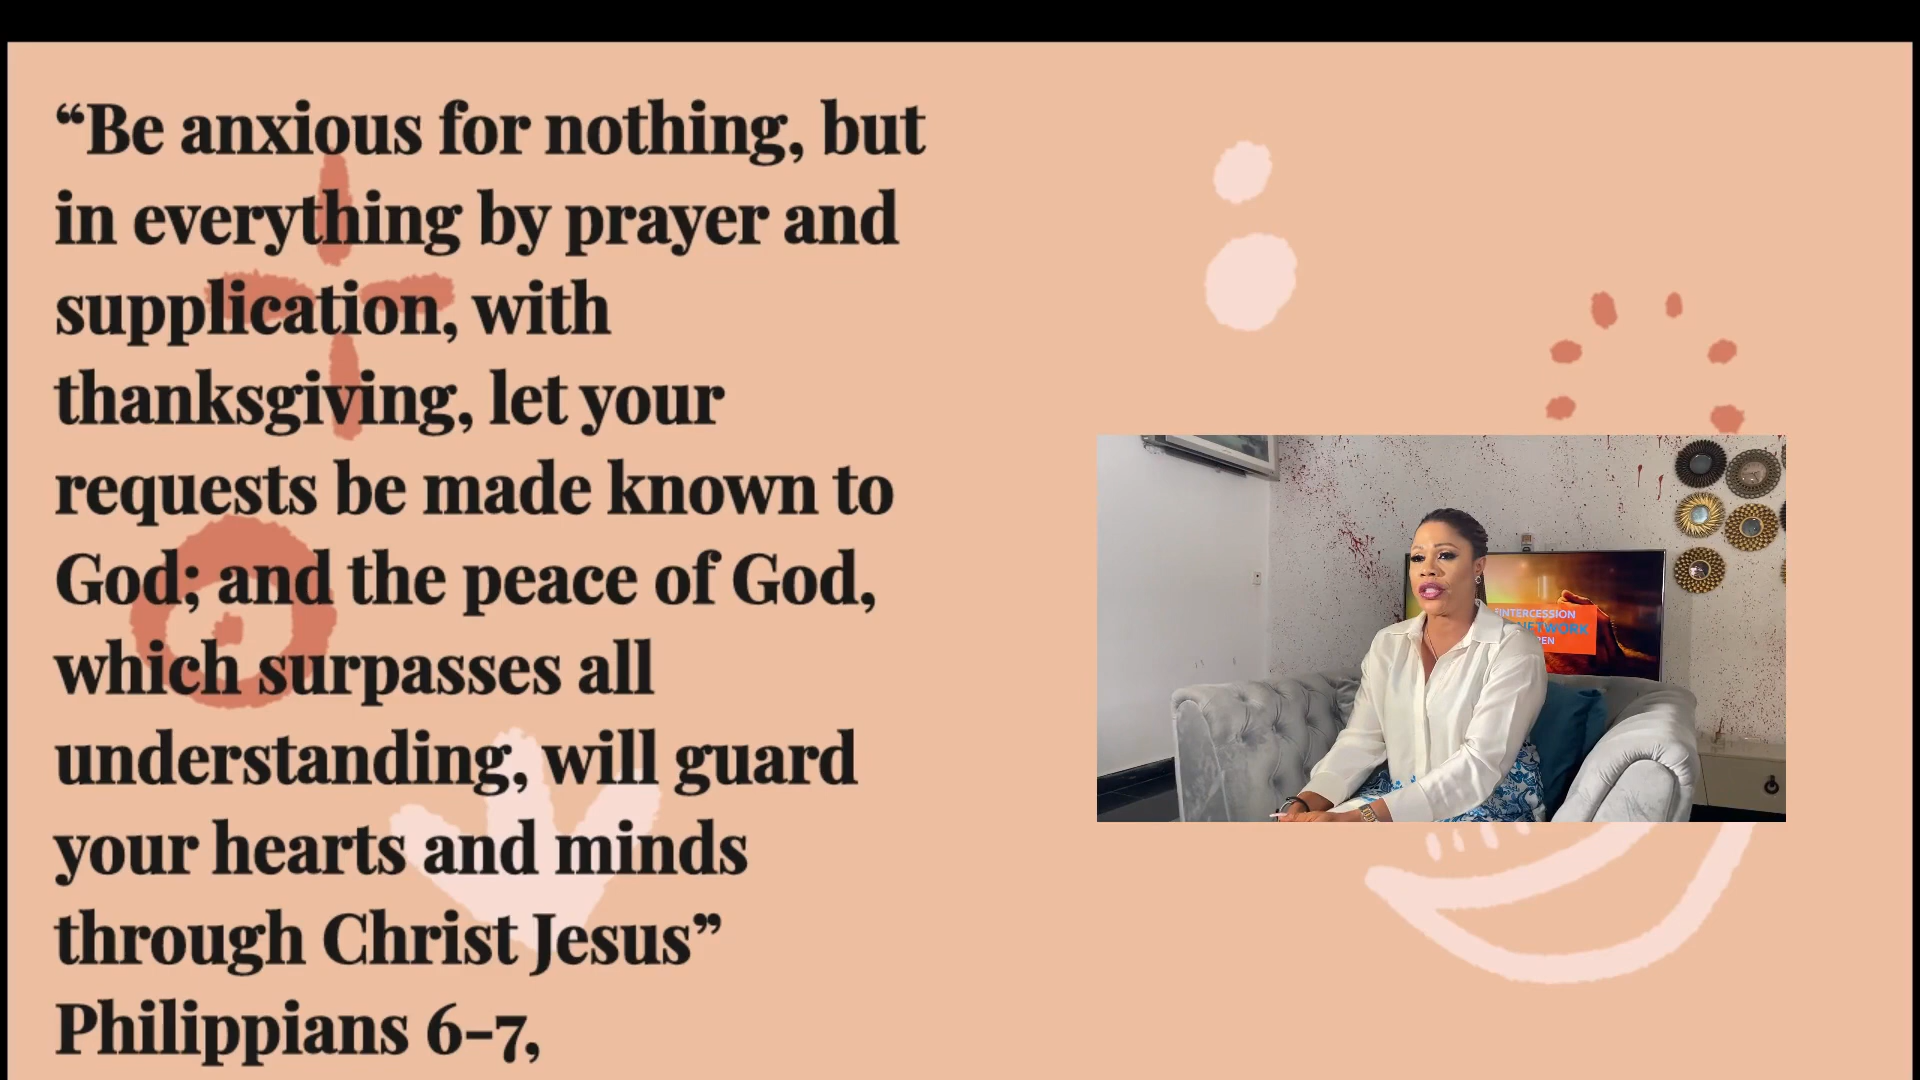 “Be anxious for nothing, but
in everything by prayer and
supplication, with
thanksgiving, let your
requests be made known to
God; and the peace of God,
which surpasses all
understanding, will guard
your hearts and minds
through Christ Jesus”
Philippians 6-7,
INTERCESSION
NETWORK